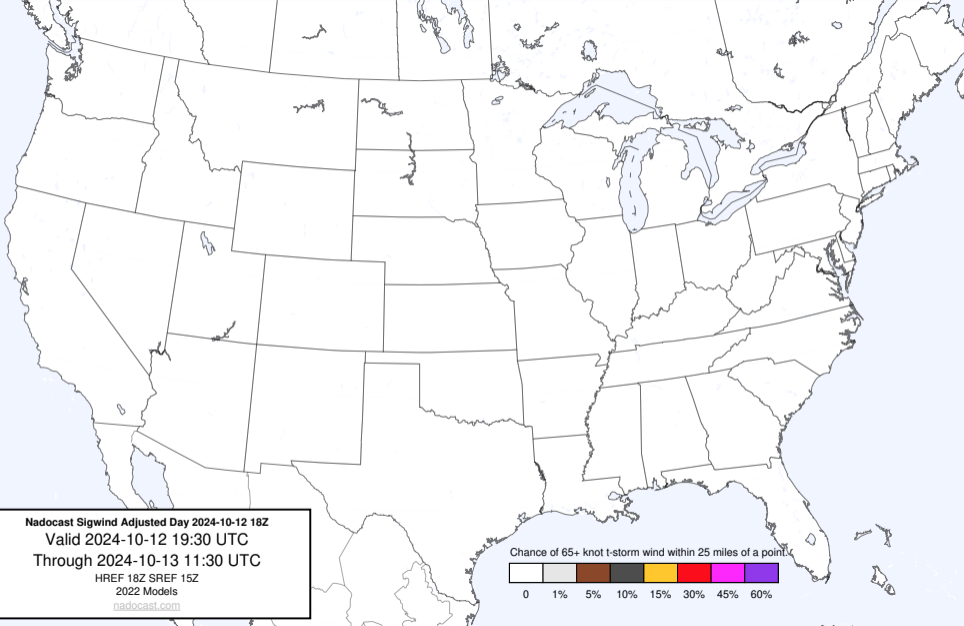 Nadocast Sigwind Adjusted Day 2024-10-12 18Z
Valid 2024-10-12 19:30 UTC
Through 2024-10-13 11:30 UTC
HREF 18Z SREF 15Z
2022 Models
nadocast.com
Chance of 65+ knot t-storm wind within 25 miles of a point.
0 1% 5% 10% 15% 30% 45% 60%